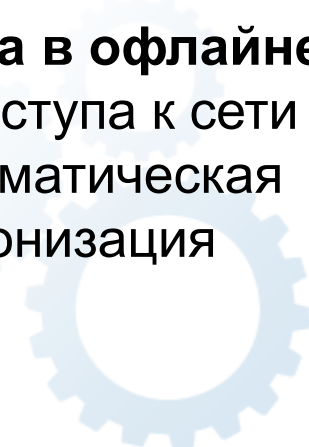 а в офлайне
ступа к сети
матическая
онизация